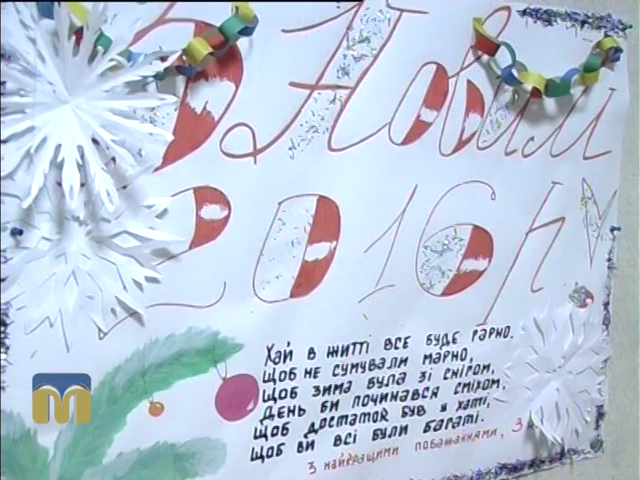 З Новим
2016 р
Хай в житті все буде гарно.
Щоб не сумували марно,
Щоб зима була зі снігом,
День би починався сміхом,
Щоб достаток був у хаті,
Щоб ви всі були багаті.
З найкращими побажаннями, З